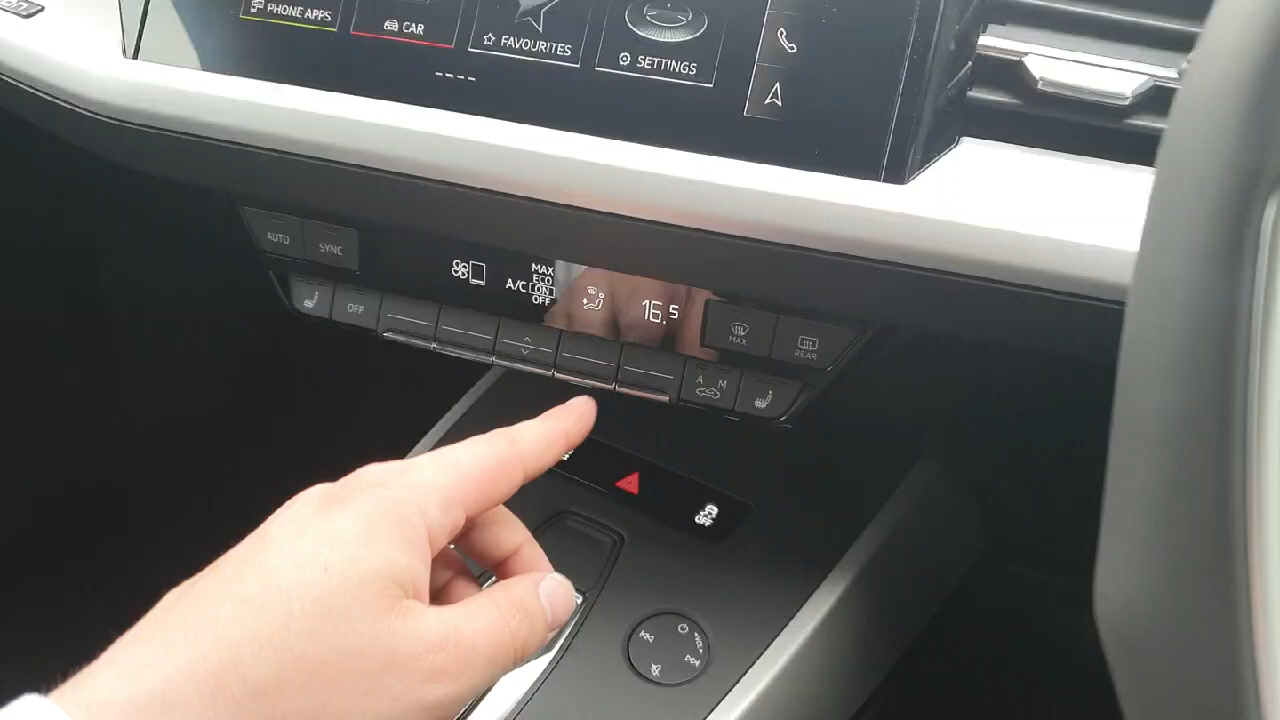 PHONE APPS
CAR
FAVOURITES
SETTINGS
AUTO
SYNC
MAX
ECO
A/C ON
OFF
16.5
MAX
REAR
OFF
A M
OFF